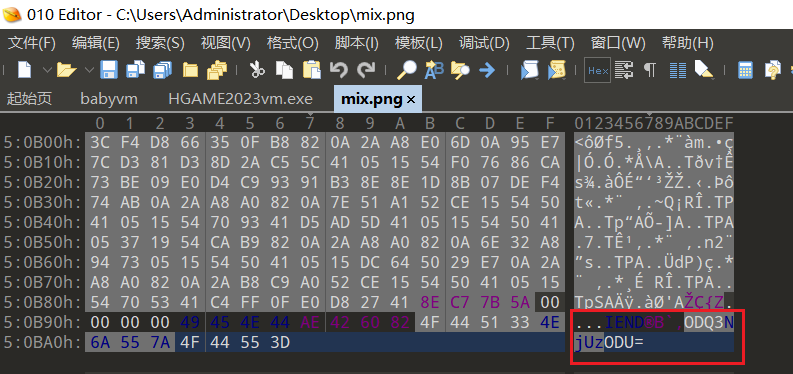 010 Editor - C:\Users\Administrator\Desktop\mix.png
文件(F) 编辑(E) 搜索(S) 视图(V) 格式(O) 脚本(I) 模板(L) 调试(D) 工具(T) 窗口(W) 帮助(H)
Hex
起始页 babyvm HGAME2023vm.exe mix.png ×
0 1 2 3 4 5 6 7 8 9 A B C D E F 0123456789ABCDEF
5:0B00h: 3C F4 D8 66 35 0F B8 82 0A 2A A8 E0 6D 0A 95 E7 <ôØf5.¸‚.*¨àm.•ç
5:0B10h: 7C D3 81 D3 8D 2A C5 5C 41 05 15 54 F0 76 86 CA |Ó.Ó.*Å\A..Tðv†Ê
5:0B20h: 73 BE 09 E0 D4 C9 93 91 B3 8E 8E 1D 8B 07 DE F4 s¾.àÔÉ“‘³ŽŽ.‹.Þô
5:0B30h: 74 AB 0A 2A A8 A0 82 0A 7E 51 A1 52 CE 15 54 50 t«.*¨ ‚.~Q¡RÎ.TP
5:0B40h: 41 05 15 54 70 93 41 D5 AD 5D 41 05 15 54 50 41 A..Tp“AÕ-]A..TPA
5:0B50h: 05 37 19 54 CA B9 82 0A 2A A8 A0 82 0A 6E 32 A8 .7.TÊ¹‚.*¨ ‚.n2¨
5:0B60h: 94 73 05 15 54 50 41 05 15 DC 64 50 29 E7 0A 2A ”s..TPA..ÜdP)ç.*
5:0B70h: A8 A0 82 0A 2A B8 C9 A0 52 CE 15 54 50 41 05 15 ¨ ‚.*¸É RÎ.TPA..
5:0B80h: 54 70 53 41 C4 FF 0F E0 D8 27 41 8E C7 7B 5A 00 TpSAÄÿ.àØ'AŽÇ{Z.
5:0B90h: 00 00 00 49 45 4E 44 AE 42 60 82 4F 44 51 33 4E ...IEND®B`‚ODQ3N
5:0BA0h: 6A 55 7A 4F 44 55 3D jUzODU=